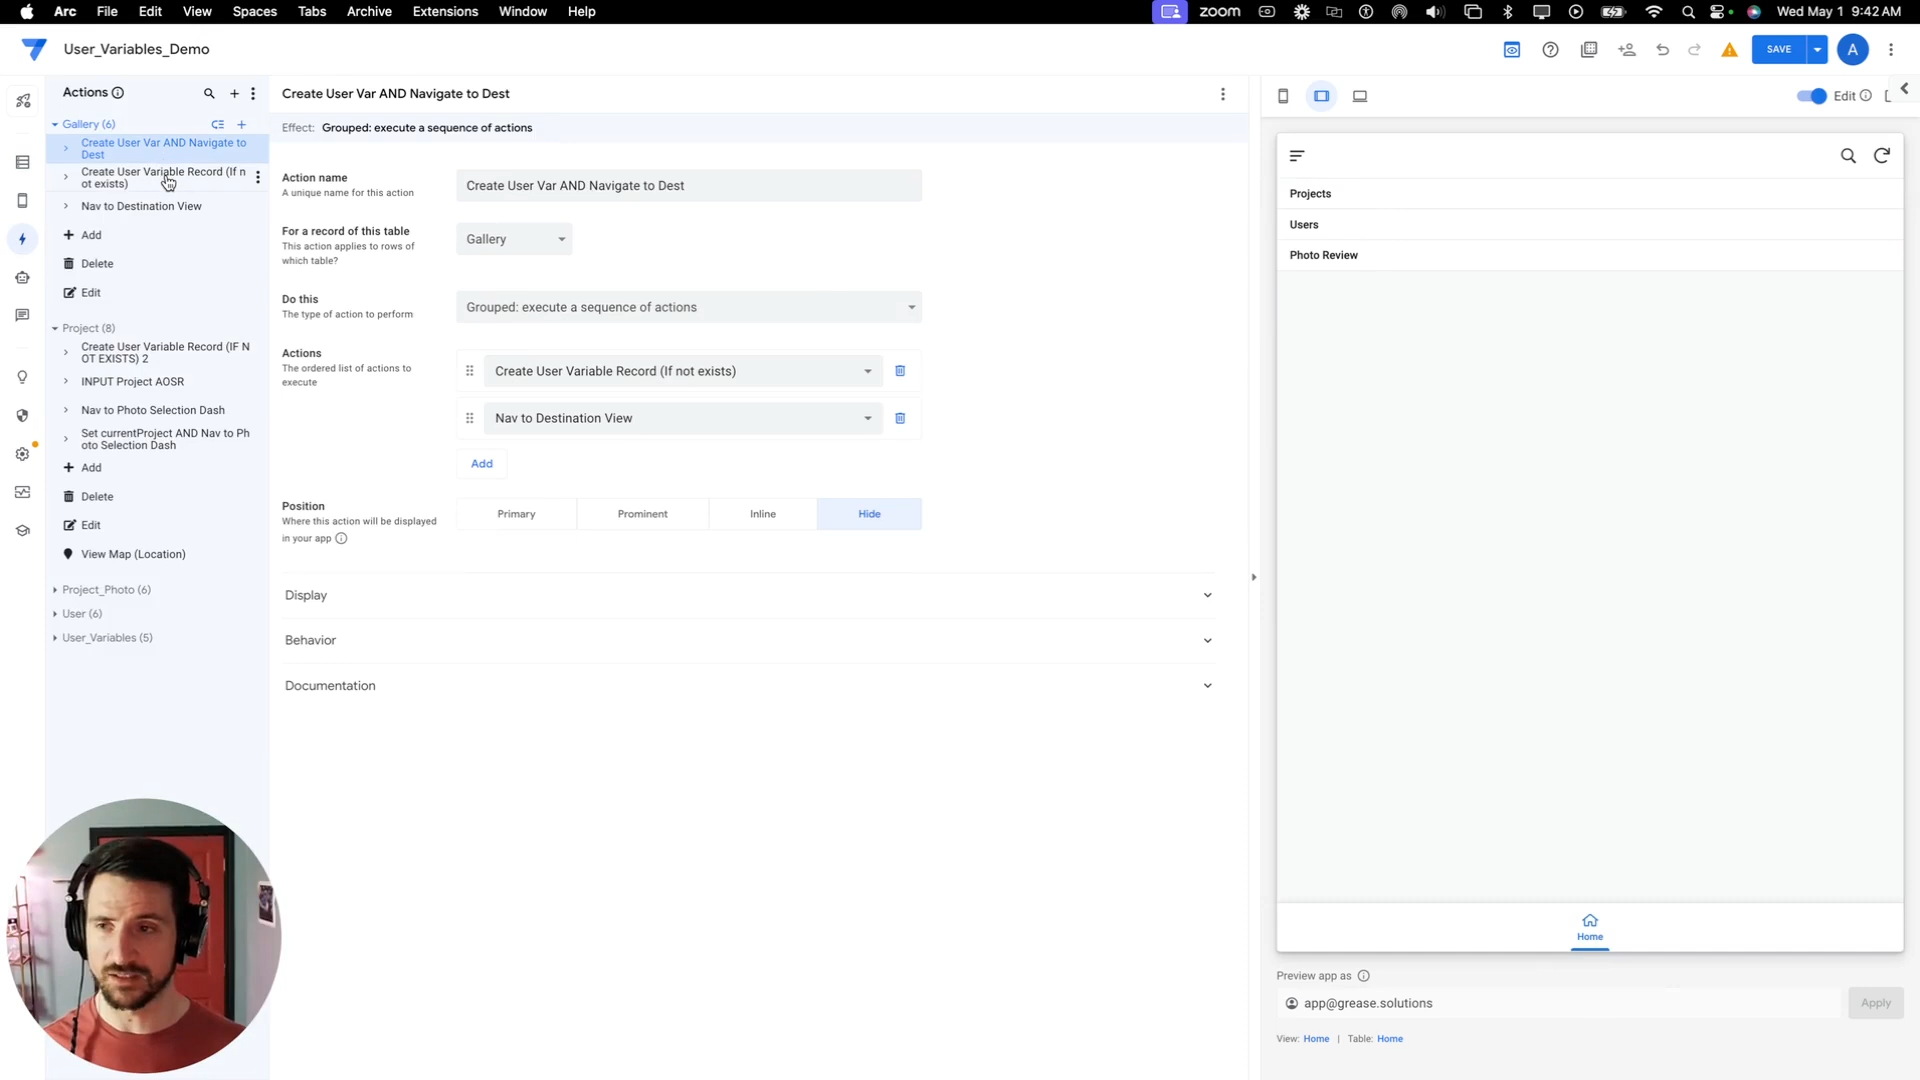 Arc File Edit View Spaces Tabs Archive Extensions Window Help
zoom
Wed May 1 9:42 AM
User_Variables_Demo
SAVE
A
Actions
Gallery (6)
Create User Var AND Navigate to
Dest
Create User Variable Record (If n
ot exists)
Nav to Destination View
Add
Delete
Edit
Project (8)
Create User Variable Record (IF N
OT EXISTS) 2
INPUT Project AOSR
Nav to Photo Selection Dash
Set currentProject AND Nav to Ph
oto Selection Dash
Add
Delete
Edit
View Map (Location)
Project_Photo (6)
User (6)
User_Variables (5)
Create User Var AND Navigate to Dest
Effect: Grouped: execute a sequence of actions
Action name
A unique name for this action
Create User Var AND Navigate to Dest
For a record of this table
This action applies to rows of
which table?
Gallery
Do this
The type of action to perform
Grouped: execute a sequence of actions
Actions
The ordered list of actions to
execute
Create User Variable Record (If not exists)
Nav to Destination View
Add
Position
Where this action will be displayed
in your app
Primary
Prominent
Inline
Hide
Display
Behavior
Documentation
Edit
Projects
Users
Photo Review
Home
Preview app as
app@grease.solutions
Apply
View: Home | Table: Home